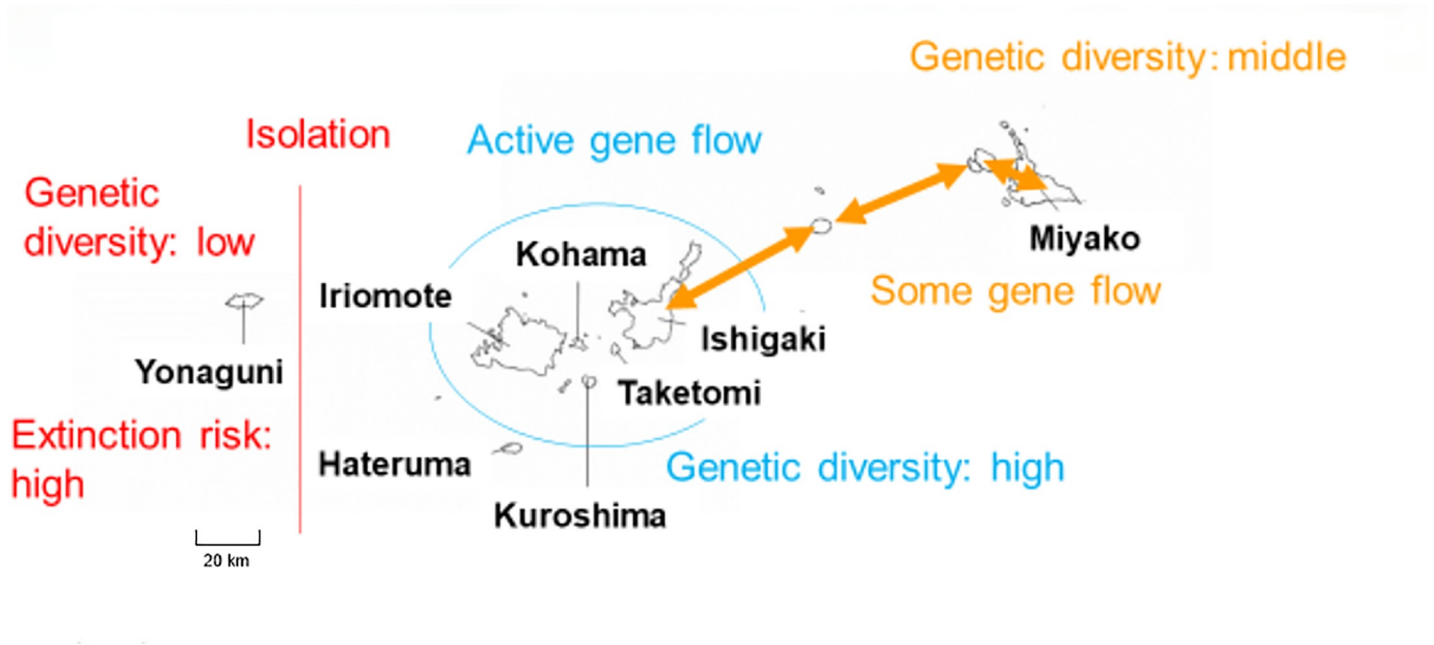 Genetic diversity: middle
Isolation
Active gene flow
Genetic
diversity: low
Miyako
Kohama
Iriomote
Some gene flow
Ishigaki
Yonaguni
Taketomi
Extinction risk:
high
Hateruma
Genetic diversity: high
Kuroshima
20 km